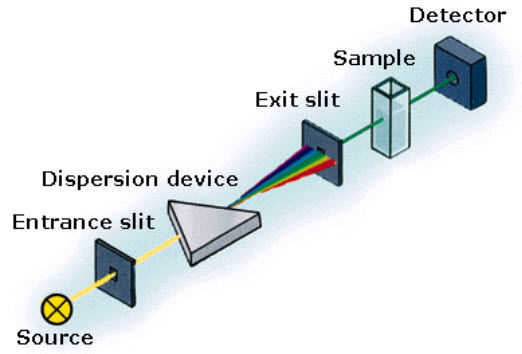 Detector
Sample
Exit slit
Dispersion device
Entrance slit
Source